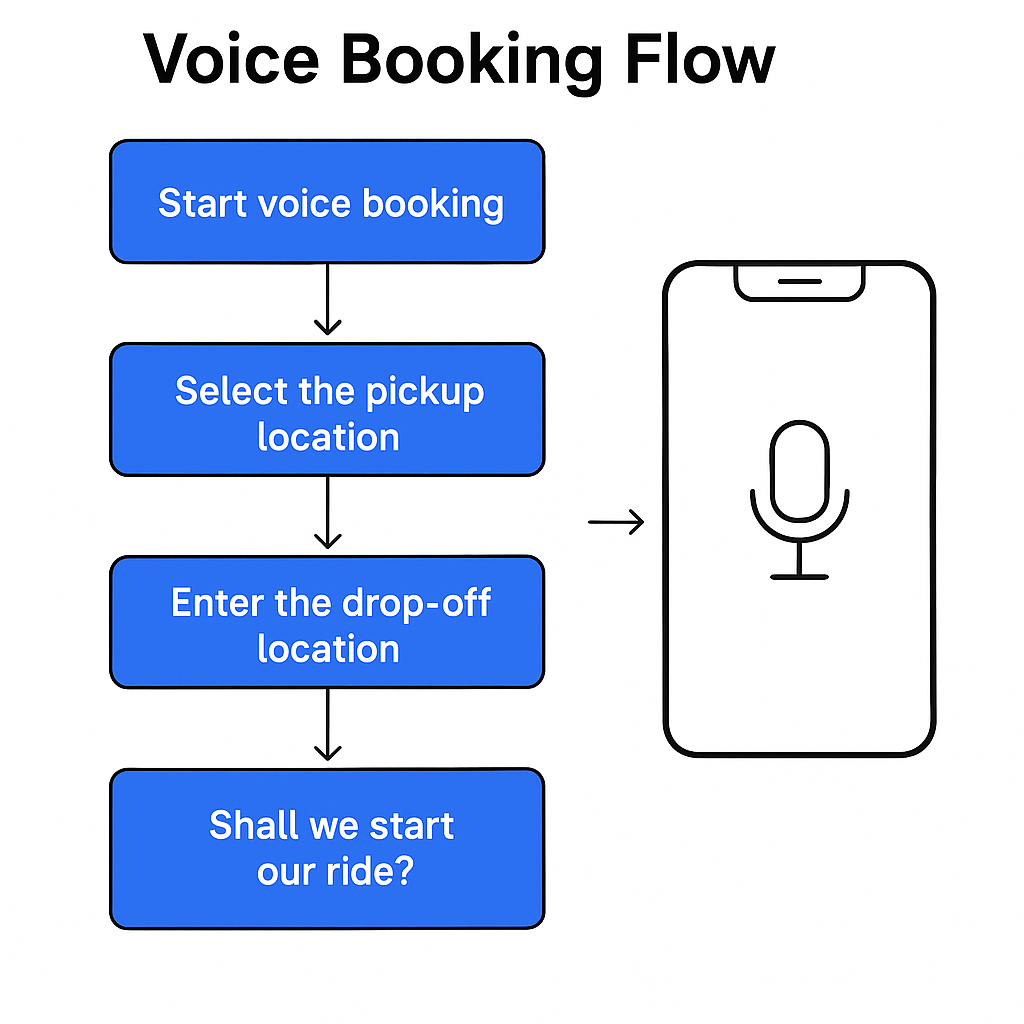 Voice Booking Flow
Start voice booking
Select the pickup
location
Enter the drop-off
location
Shall we start
our ride?